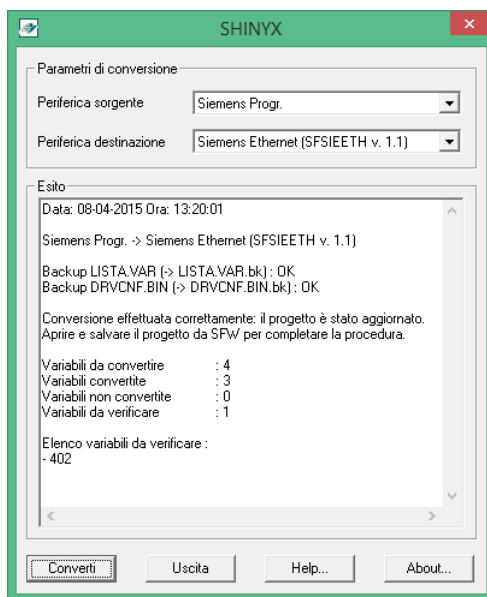 SHINYX
Parametri di conversione
Periferica sorgente Siemens Progr.
Periferica destinazione Siemens Ethernet (SFSIEETH v. 1.1)
Esito
Data: 08-04-2015 Ora: 13:20:01
Siemens Progr. -> Siemens Ethernet (SFSIEETH v. 1.1)
Backup LISTA.VAR (-> LISTA.VAR.bk) : OK
Backup DRVCNF.BIN (-> DRVCNF.BIN.bk) : OK
Conversione effettuata correttamente: il progetto è stato aggiornato.
Aprire e salvare il progetto da SFW per completare la procedura.
Variabili da convertire : 4
Variabili convertite : 3
Variabili non convertite : 0
Variabili da verificare : 1
Elenco variabili da verificare :
- 402
Converti Uscita Help... About...